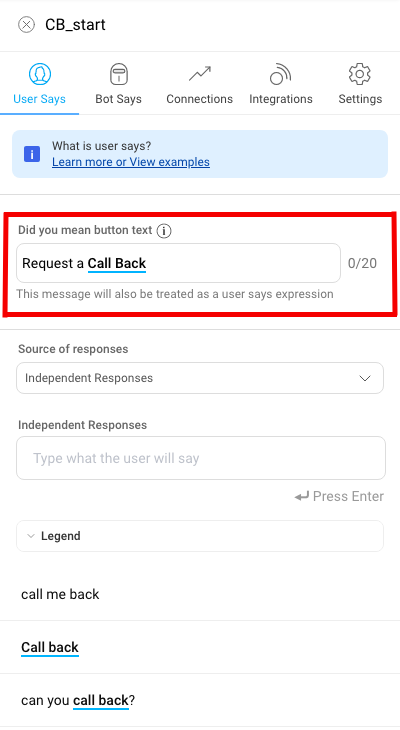 CB_start
User Says
Bot Says
Connections
Integrations
Settings
What is user says?
Learn more or View examples
Did you mean button text
Request a Call Back
0/20
This message will also be treated as a user says expression
Source of responses
Independent Responses
Independent Responses
Type what the user will say
Press Enter
Legend
call me back
Call back
can you call back?